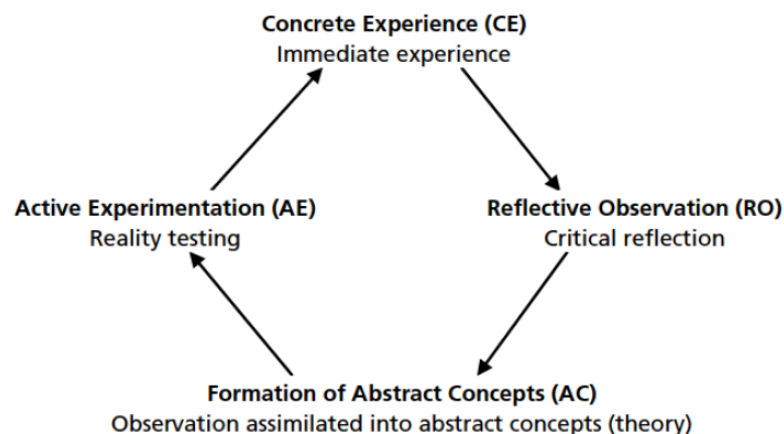 Concrete Experience (CE)
Immediate experience
Active Experimentation (AE)
Reality testing
Reflective Observation (RO)
Critical reflection
Formation of Abstract Concepts (AC)
Observation assimilated into abstract concepts (theory)